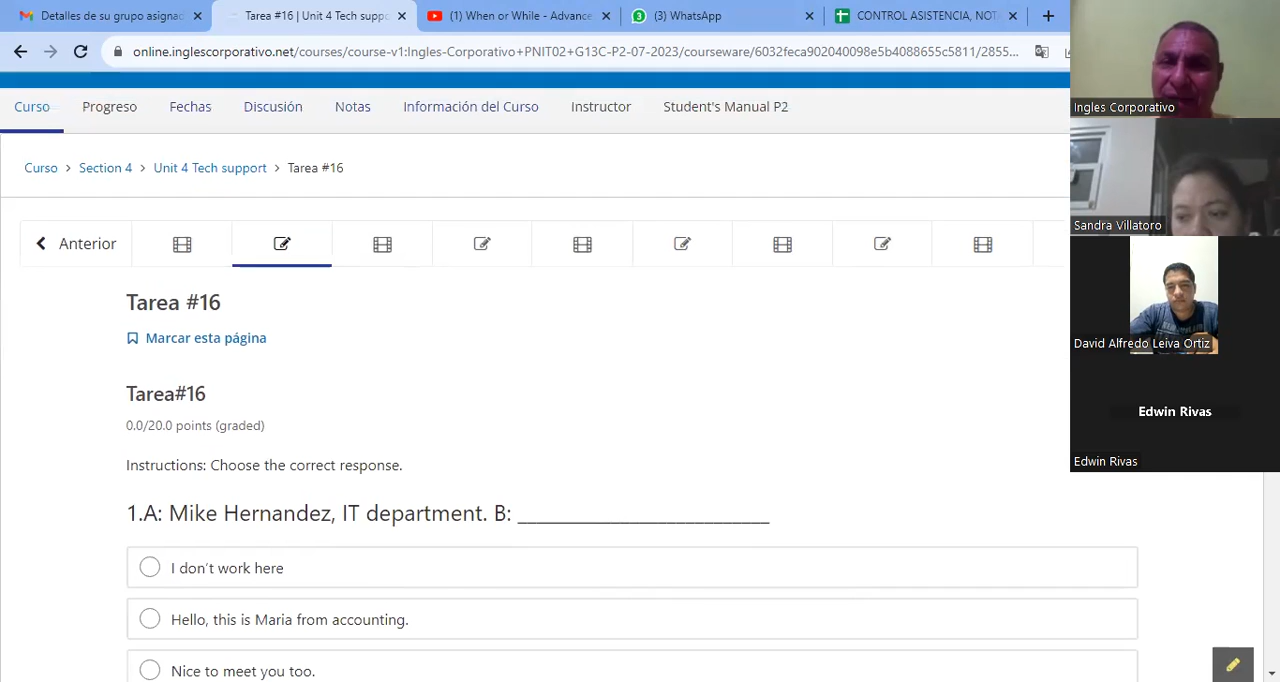 Detalles de su grupo asignac
Tarea #16 | Unit 4 Tech suppo
(1) When or While - Advance
(3) WhatsApp
CONTROL ASISTENCIA, NOTA
online.inglescorporativo.net/courses/course-v1:Ingles-Corporativo+PNIT02+G13C-P2-07-2023/courseware/6032feca902040098e5b4088655c5811/2855...
Curso
Progreso
Fechas
Discusión
Notas
Información del Curso
Instructor
Student's Manual P2
Curso > Section 4 > Unit 4 Tech support > Tarea #16
Anterior
Tarea #16
Marcar esta página
Tarea#16
0.0/20.0 points (graded)
Instructions: Choose the correct response.
1.A: Mike Hernandez, IT department. B: __________________________
I don't work here
Hello, this is Maria from accounting.
Nice to meet you too.
Ingles Corporativo
Sandra Villatoro
David Alfredo Leiva Ortiz
Edwin Rivas
Edwin Rivas